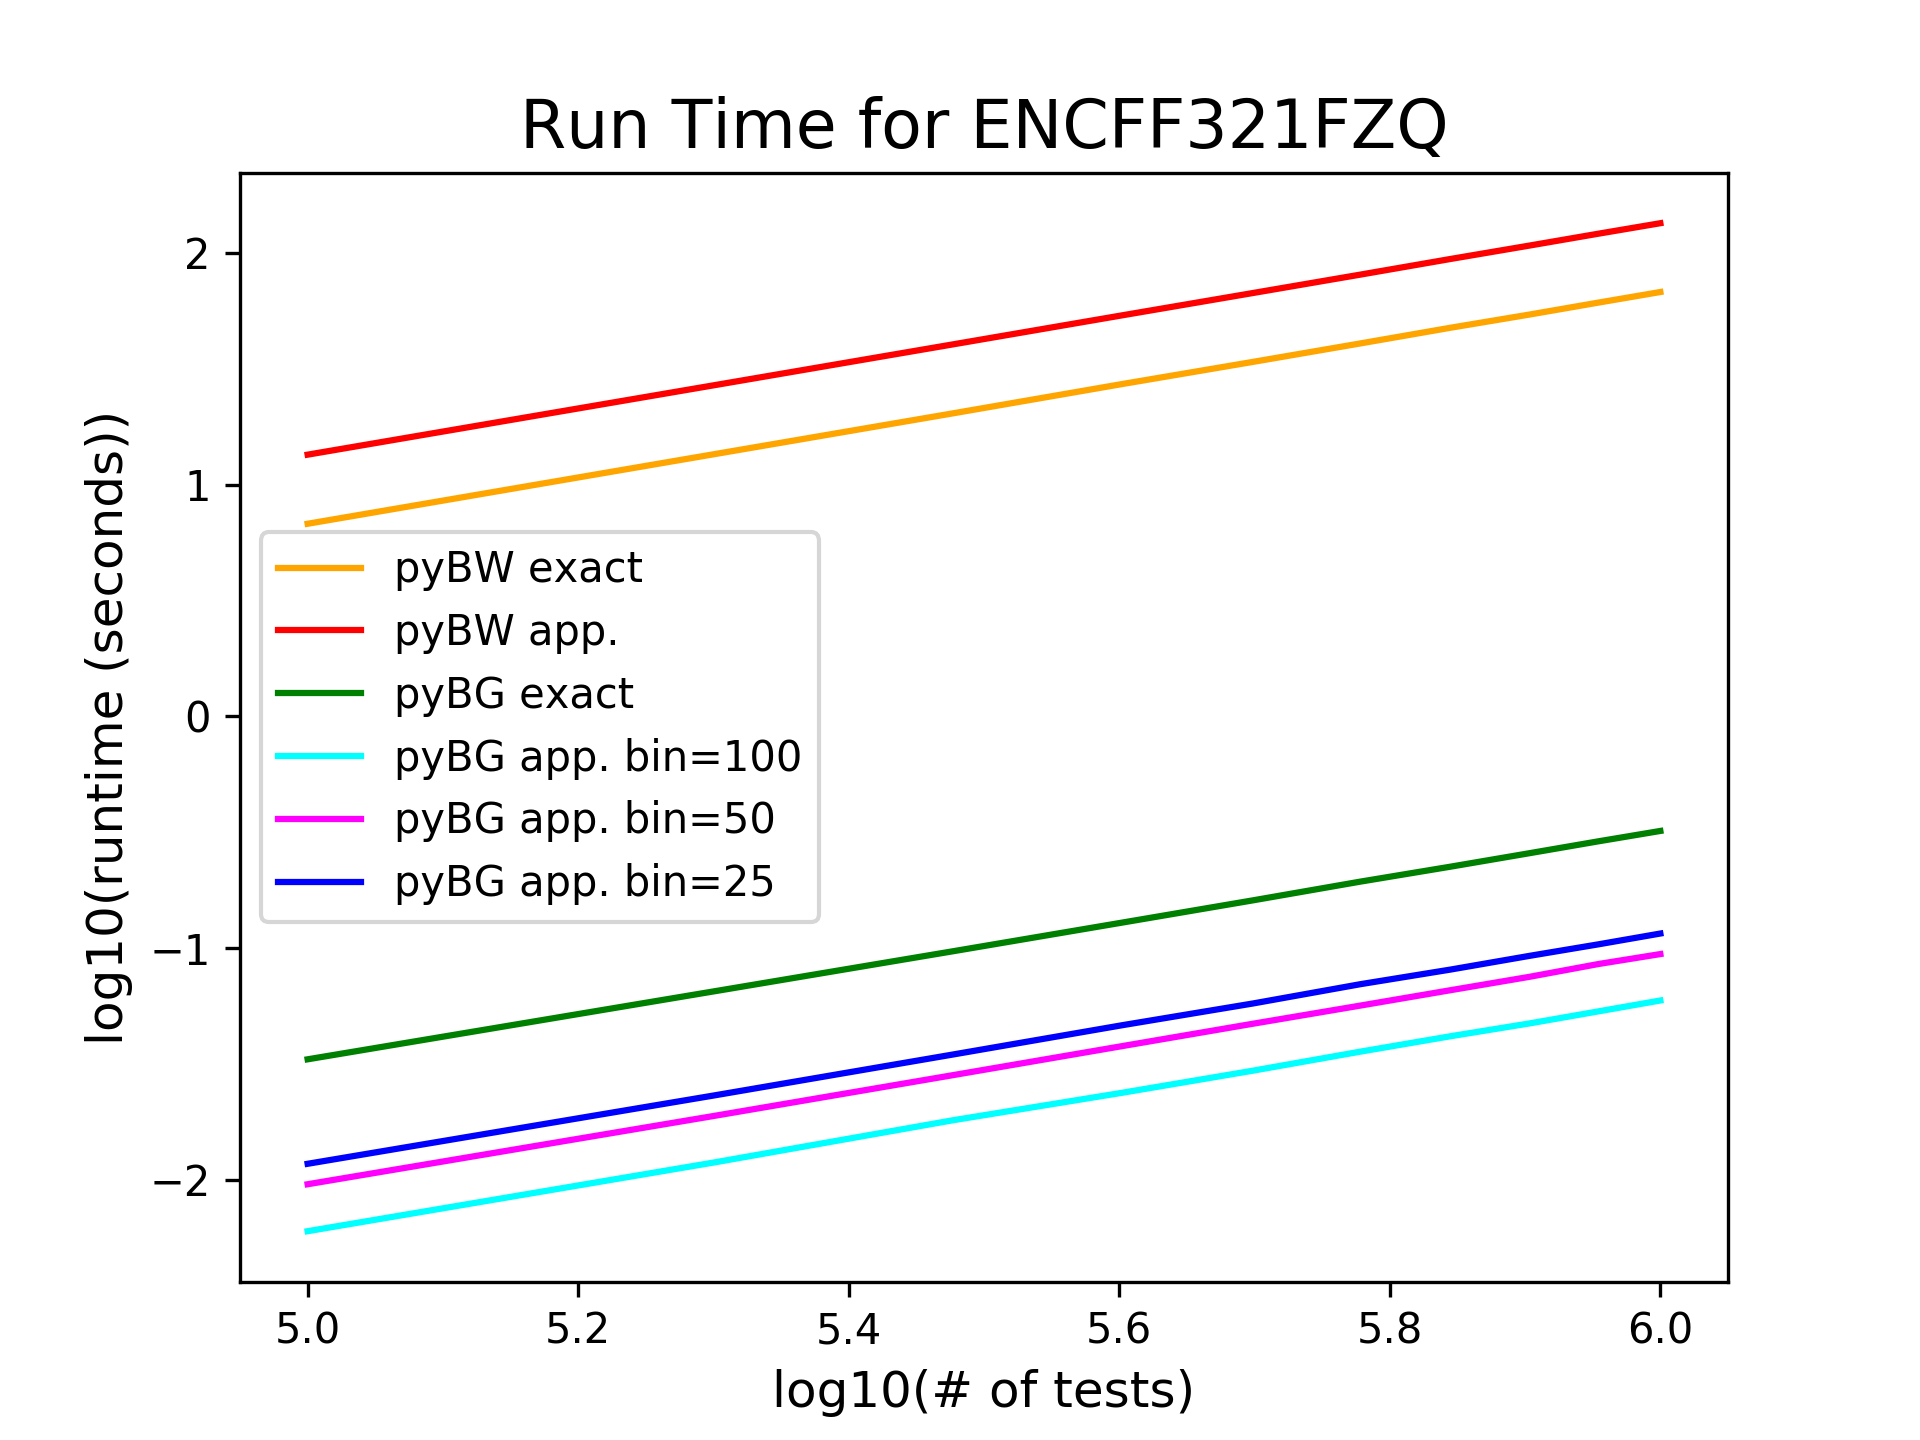 Run Time for ENCFF321FZQ
log10(runtime (seconds))
2
1
0
−1
−2
pyBW exact
pyBW app.
pyBG exact
pyBG app. bin=100
pyBG app. bin=50
pyBG app. bin=25
5.0 5.2 5.4 5.6 5.8 6.0
log10(# of tests)